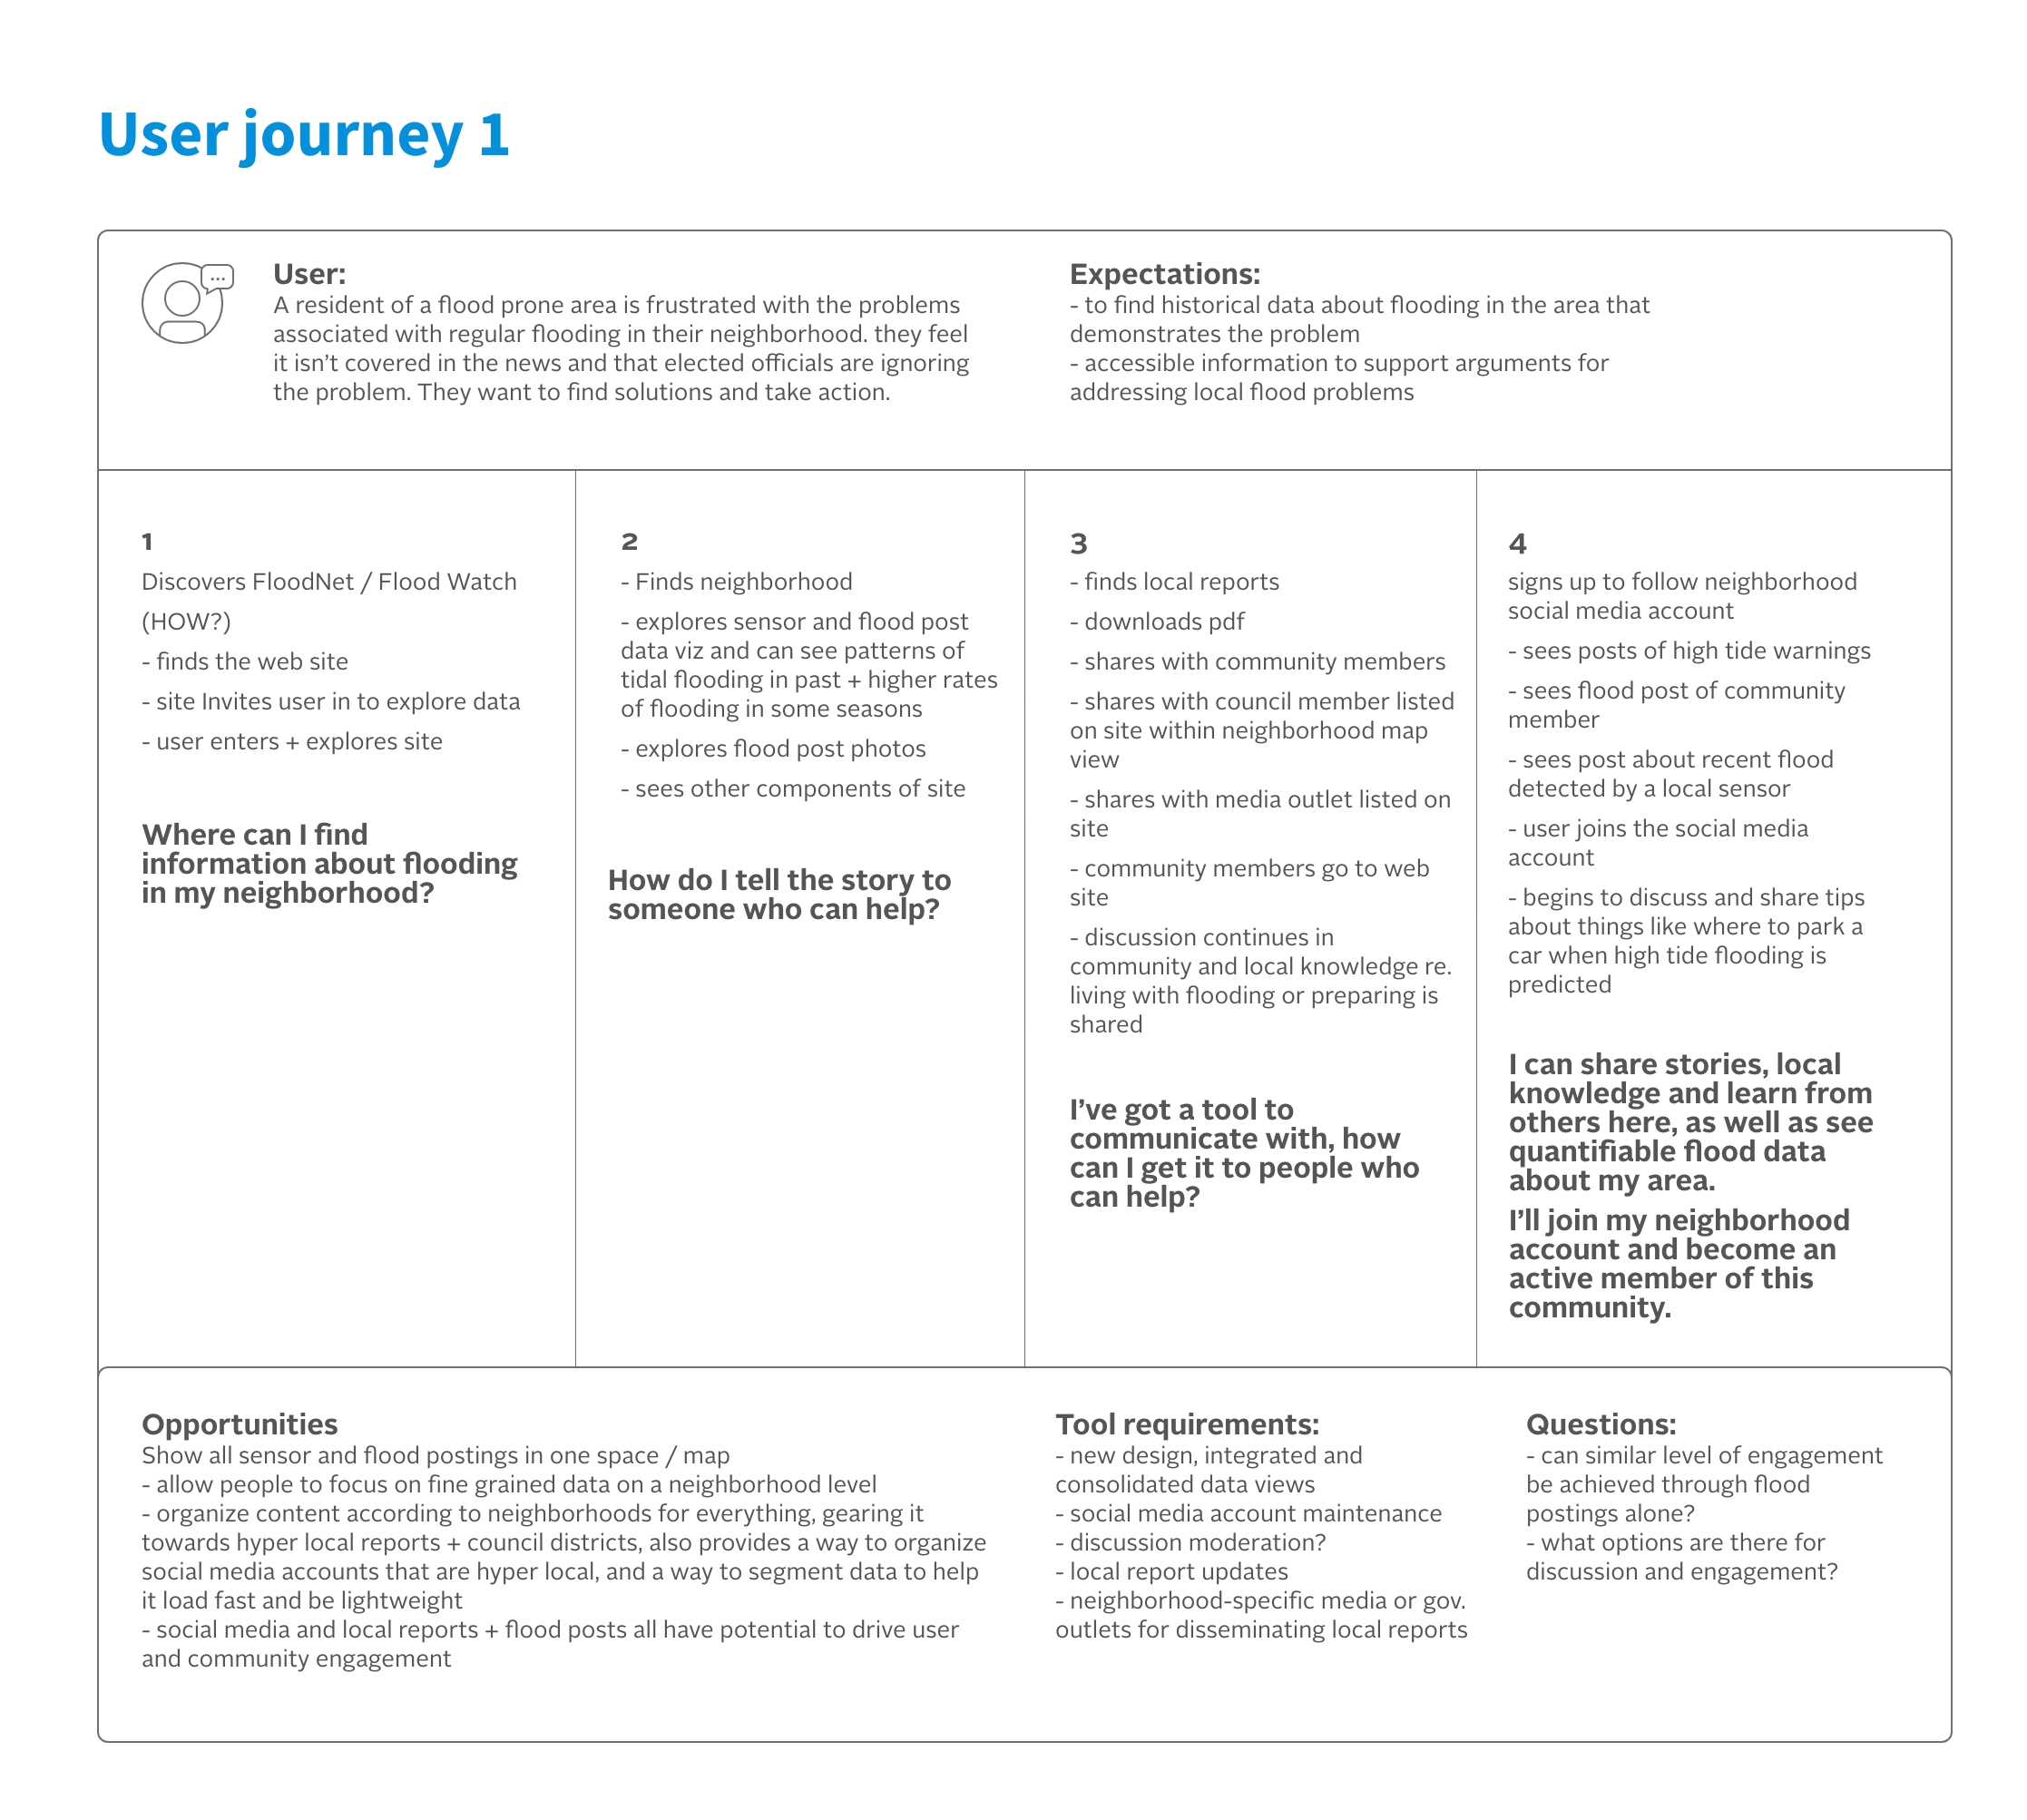 User journey 1
...
User:
A resident of a flood prone area is frustrated with the problems
associated with regular flooding in their neighborhood. they feel
it isn’t covered in the news and that elected officials are ignoring
the problem. They want to find solutions and take action.
Expectations:
- to find historical data about flooding in the area that
demonstrates the problem
- accessible information to support arguments for
addressing local flood problems
1
Discovers FloodNet / Flood Watch
(HOW?)
- finds the web site
- site Invites user in to explore data
- user enters + explores site
Where can I find
information about flooding
in my neighborhood?
2
- Finds neighborhood
- explores sensor and flood post
data viz and can see patterns of
tidal flooding in past + higher rates
of flooding in some seasons
- explores flood post photos
- sees other components of site
How do I tell the story to
someone who can help?
3
- finds local reports
- downloads pdf
- shares with community members
- shares with council member listed
on site within neighborhood map
view
- shares with media outlet listed on
site
- community members go to web
site
- discussion continues in
community and local knowledge re.
living with flooding or preparing is
shared
I’ve got a tool to
communicate with, how
can I get it to people who
can help?
4
signs up to follow neighborhood
social media account
- sees posts of high tide warnings
- sees flood post of community
member
- sees post about recent flood
detected by a local sensor
- user joins the social media
account
- begins to discuss and share tips
about things like where to park a
car when high tide flooding is
predicted
I can share stories, local
knowledge and learn from
others here, as well as see
quantifiable flood data
about my area.
I’ll join my neighborhood
account and become an
active member of this
community.
Opportunities
Show all sensor and flood postings in one space / map
- allow people to focus on fine grained data on a neighborhood level
- organize content according to neighborhoods for everything, gearing it
towards hyper local reports + council districts, also provides a way to organize
social media accounts that are hyper local, and a way to segment data to help
it load fast and be lightweight
- social media and local reports + flood posts all have potential to drive user
and community engagement
Tool requirements:
- new design, integrated and
consolidated data views
- social media account maintenance
- discussion moderation?
- local report updates
- neighborhood-specific media or gov.
outlets for disseminating local reports
Questions:
- can similar level of engagement
be achieved through flood
postings alone?
- what options are there for
discussion and engagement?